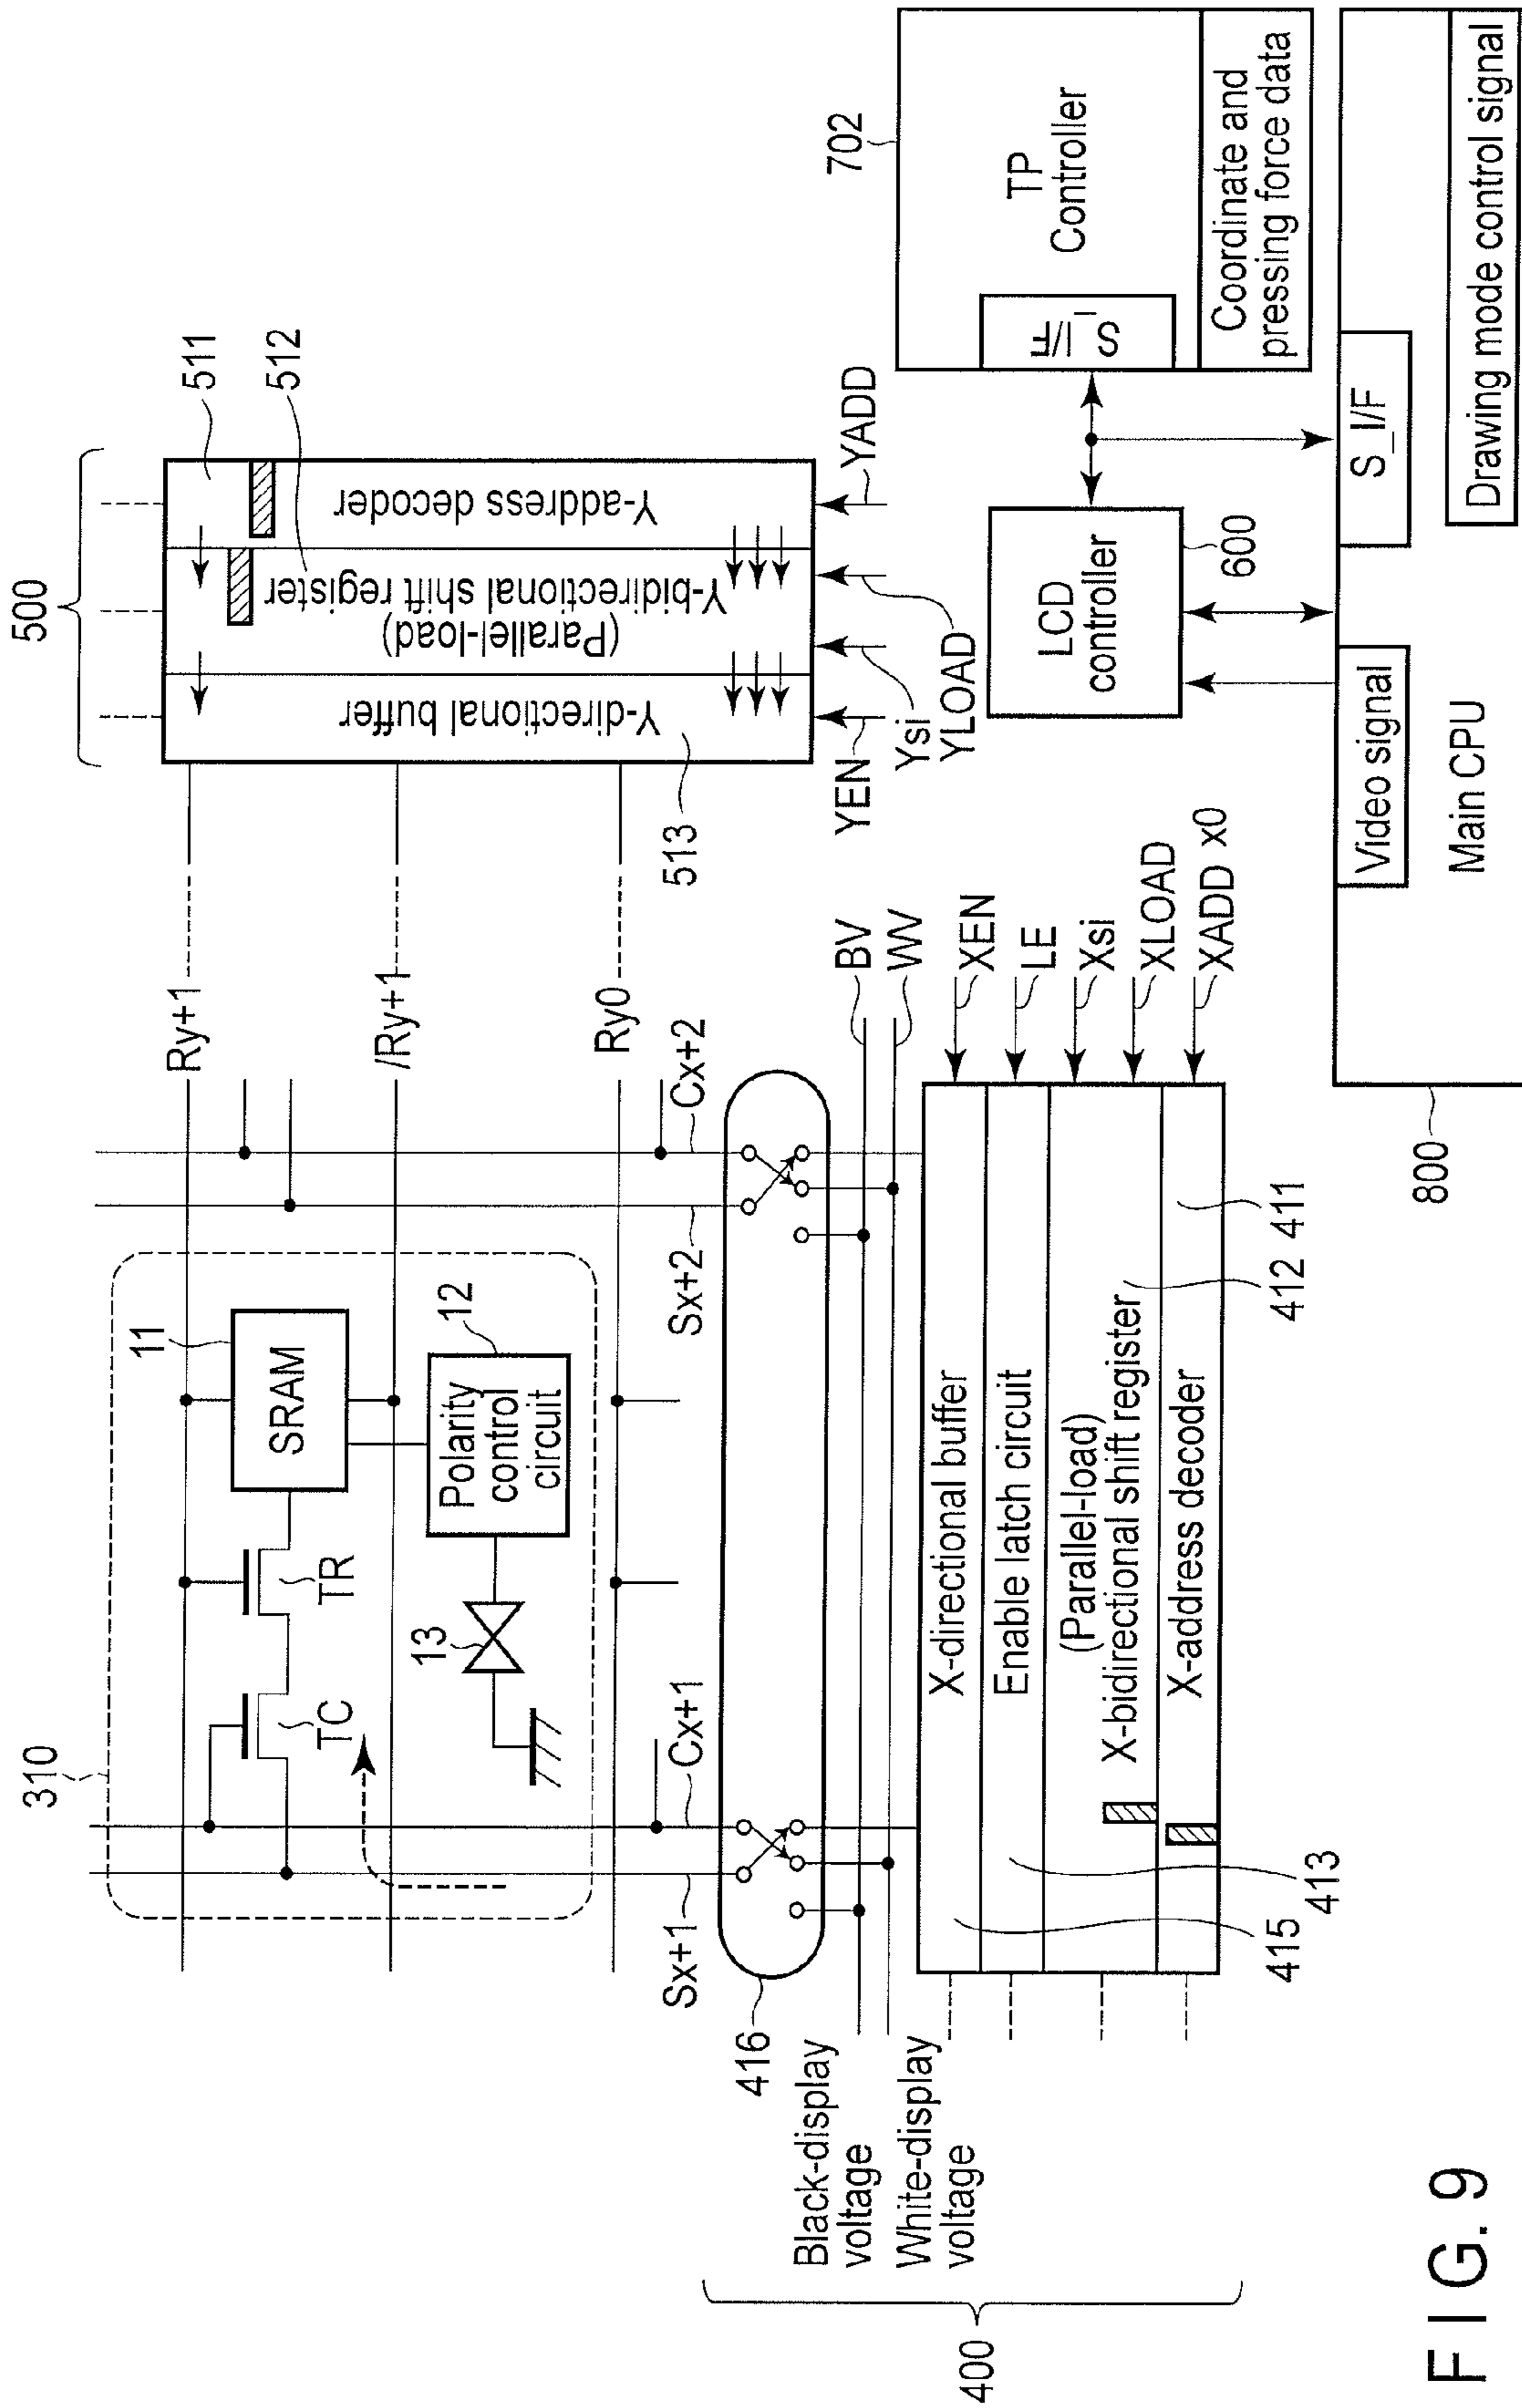 500
511
512
Y-address decoder
Y-bidirectional shift register
(Parallel-load)
Y-directional buffer
513
YEN
Ysi
YLOAD
YADD
702
TP
Controller
S_I/F
Coordinate and
pressing force data
LCD
controller
600
S_I/F
Drawing mode control signal
Video signal
Main CPU
800
Ry+1
/Ry+1
Ry0
310
11
SRAM
12
Polarity
control
circuit
13
TR
TC
Cx+2
Sx+2
Cx+1
Sx+1
416
BV
WV
Black-display
voltage
White-display
voltage
XEN
LE
Xsi
XLOAD
XADD x0
X-directional buffer
Enable latch circuit
(Parallel-load)
X-bidirectional shift register
X-address decoder
411
412
413
415
400
FIG. 9